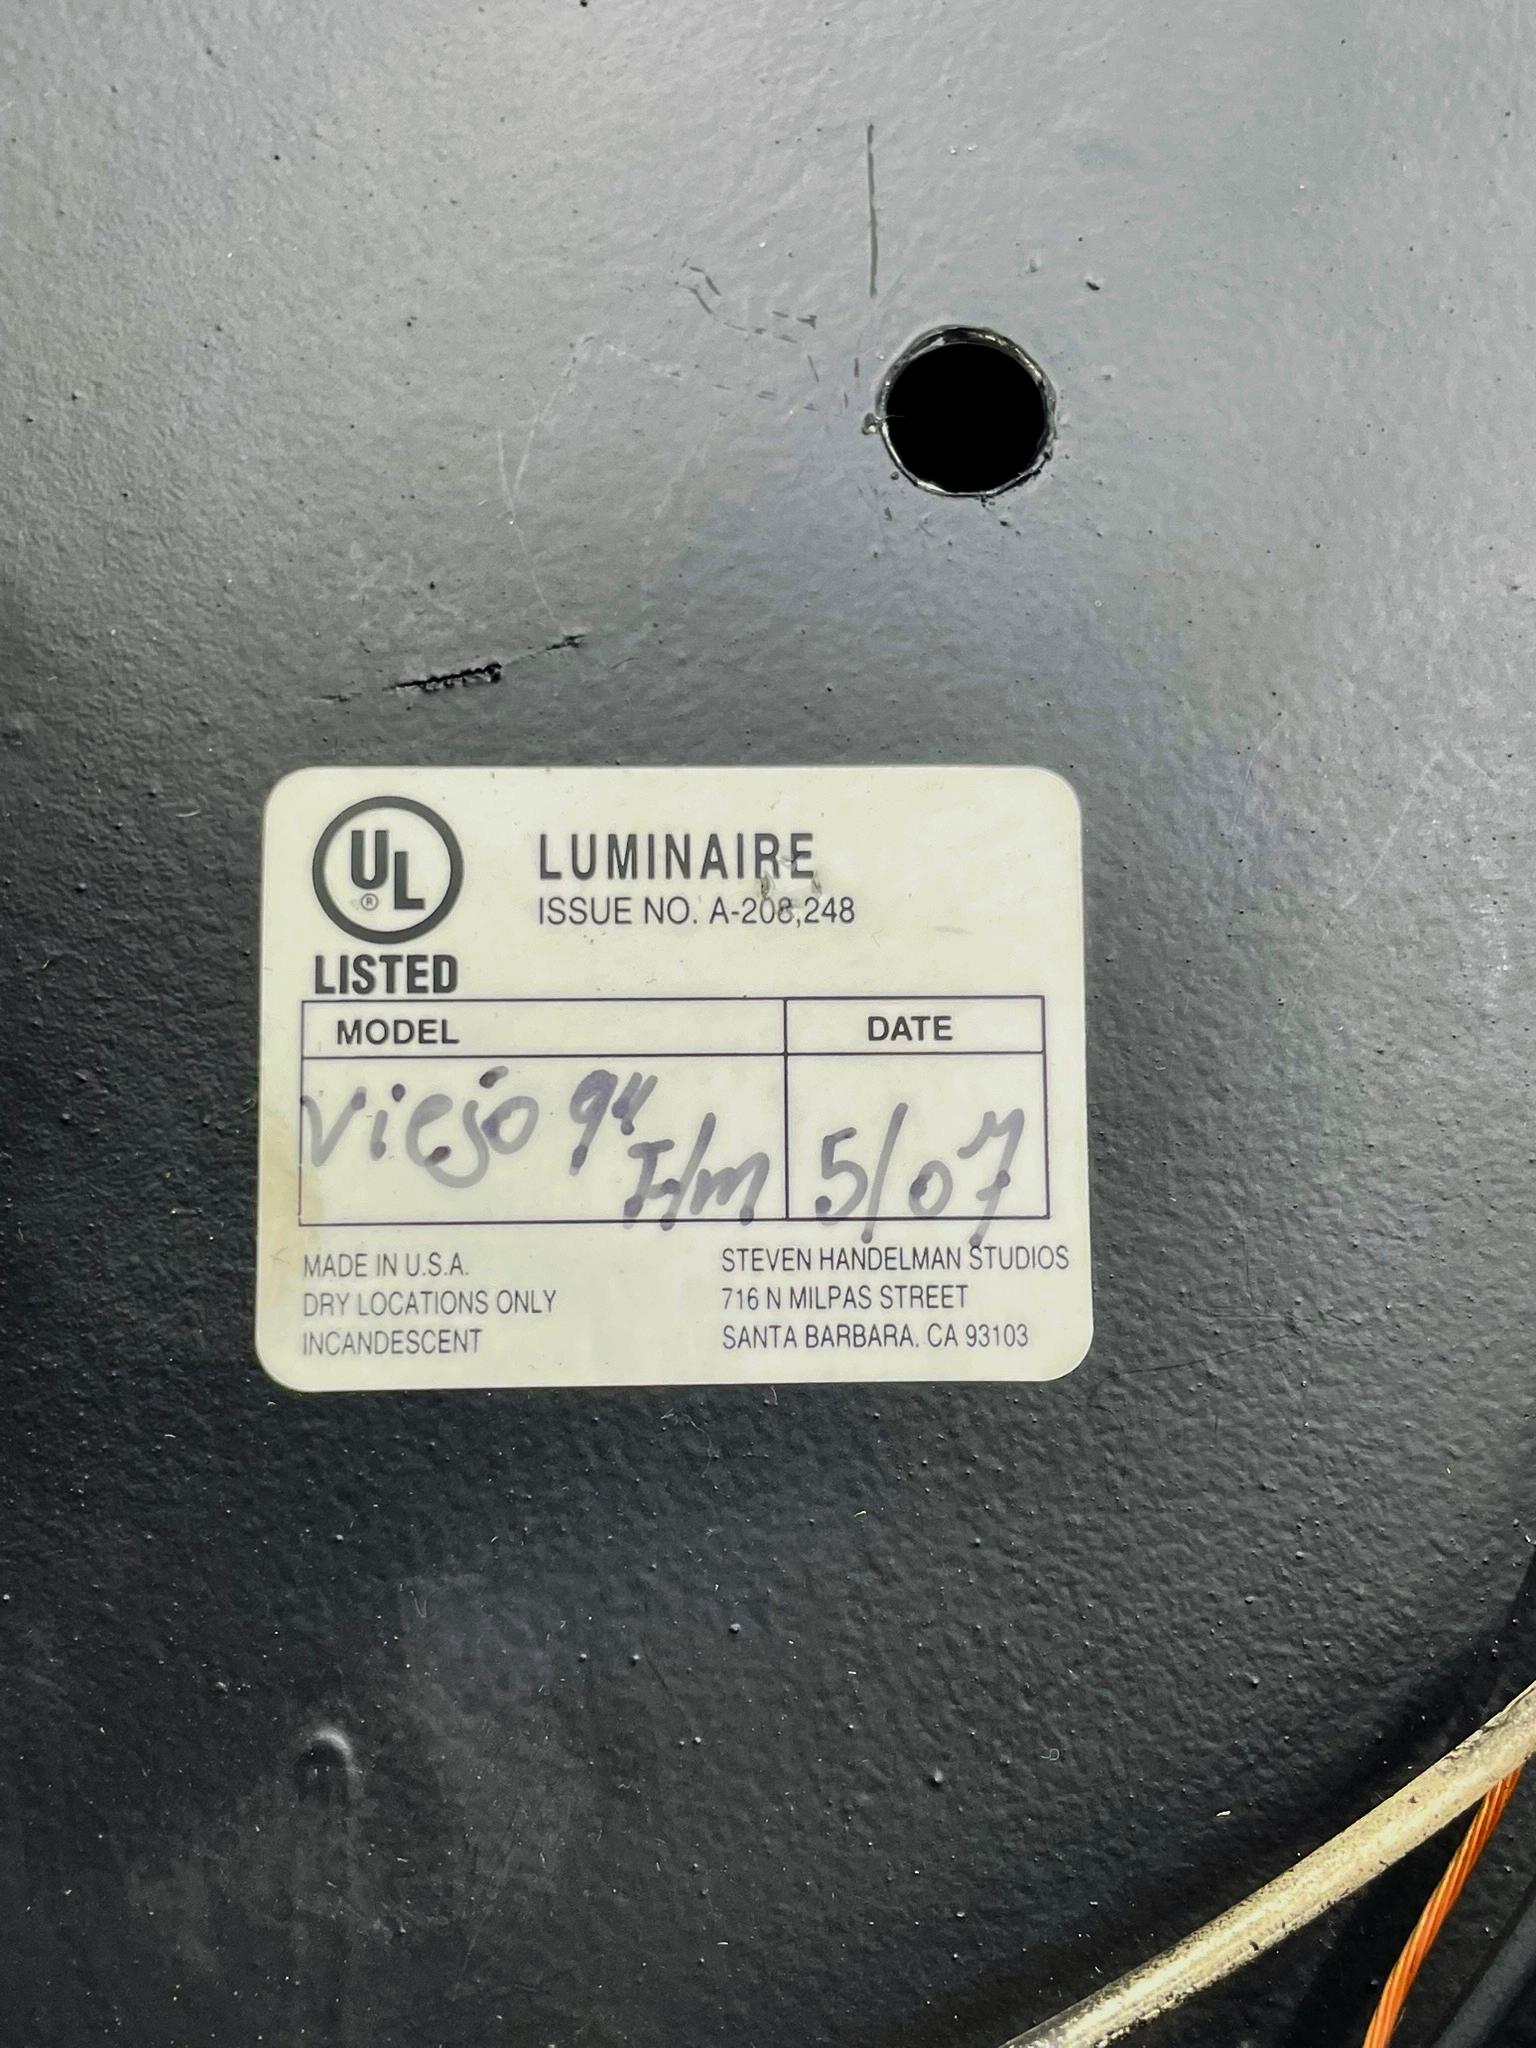 UL®
LISTED
LUMINAIRE
ISSUE NO. A-208,248
MODEL DATE
Viejo 9" I/m 5/07
MADE IN U.S.A.
DRY LOCATIONS ONLY
INCANDESCENT
STEVEN HANDELMAN STUDIOS
716 N MILPAS STREET
SANTA BARBARA. CA 93103